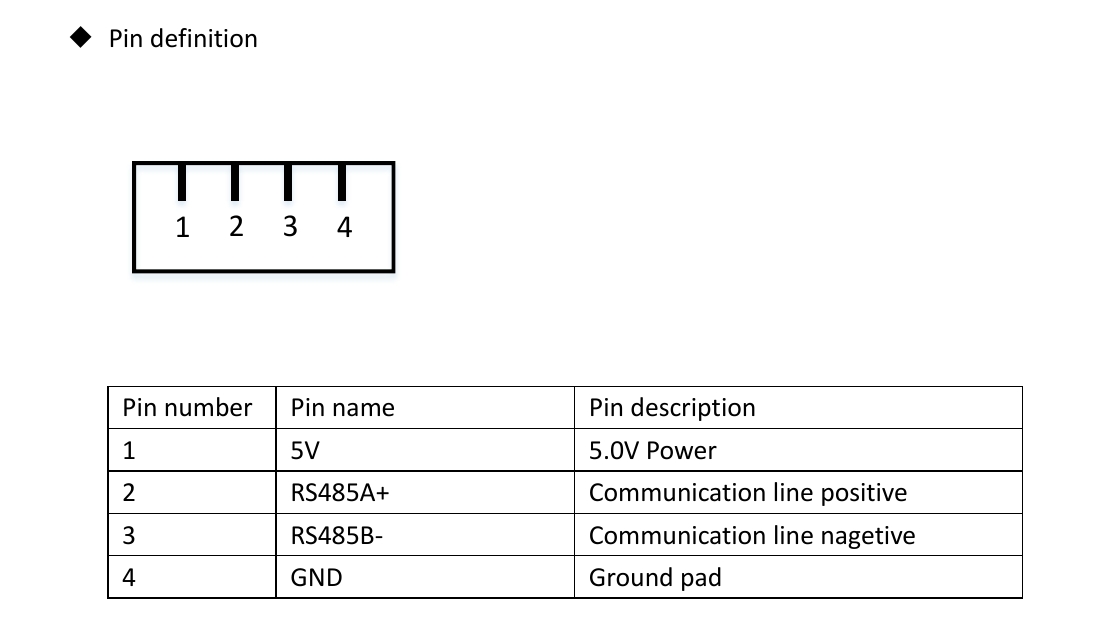 ◆ Pin definition
1 2 3 4
Pin number Pin name Pin description
1 5V 5.0V Power
2 RS485A+ Communication line positive
3 RS485B- Communication line nagetive
4 GND Ground pad